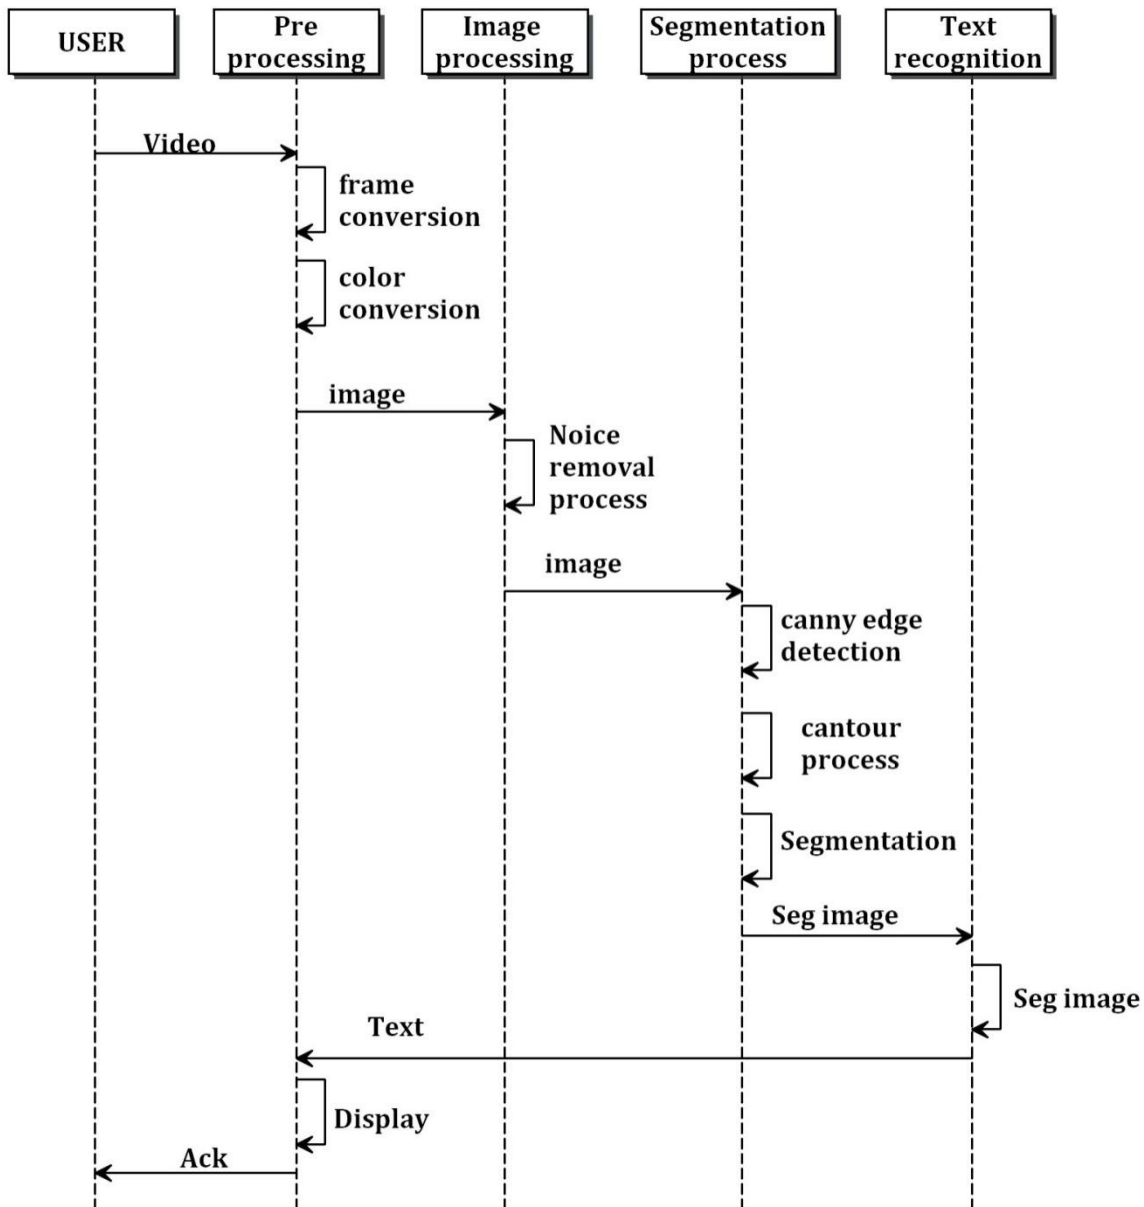 USER
Pre
processing
Image
processing
Segmentation
process
Text
recognition
Video
frame
conversion
color
conversion
image
Noice
removal
process
image
canny edge
detection
cantour
process
Segmentation
Seg image
Seg image
Text
Display
Ack